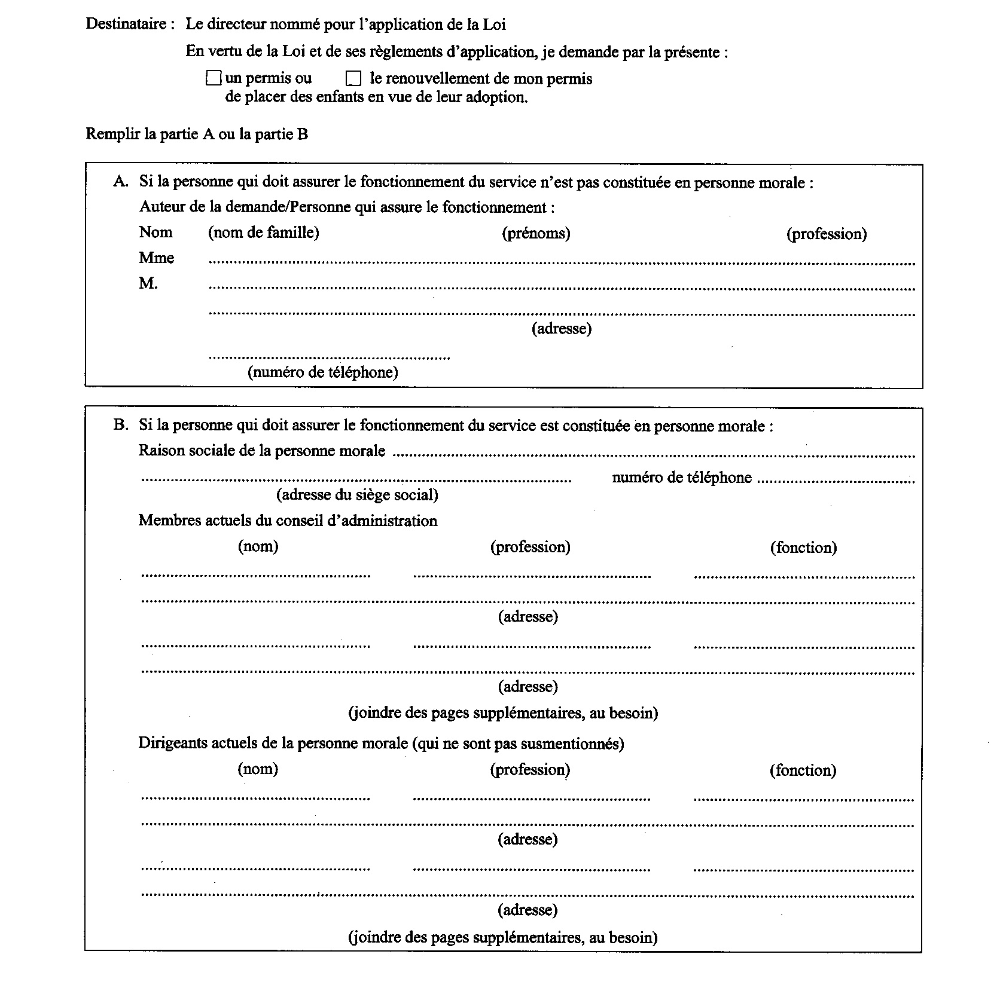 Destinataire : Le directeur nommé pour l'application de la Loi
En vertu de la Loi et de ses règlements d'application, je demande par la présente :
un permis ou le renouvellement de mon permis
de placer des enfants en vue de leur adoption.
Remplir la partie A ou la partie B
A. Si la personne qui doit assurer le fonctionnement du service n'est pas constituée en personne morale :
Auteur de la demande/Personne qui assure le fonctionnement :
Nom (nom de famille) (prénoms) (profession)
Mme
M.
(adresse)
(numéro de téléphone)
B. Si la personne qui doit assurer le fonctionnement du service est constituée en personne morale :
Raison sociale de la personne morale
numéro de téléphone
(adresse du siège social)
Membres actuels du conseil d'administration
(nom) (profession) (fonction)
(adresse)
(adresse)
(joindre des pages supplémentaires, au besoin)
Dirigeants actuels de la personne morale (qui ne sont pas susmentionnés)
(nom) (profession) (fonction)
(adresse)
(adresse)
(joindre des pages supplémentaires, au besoin)